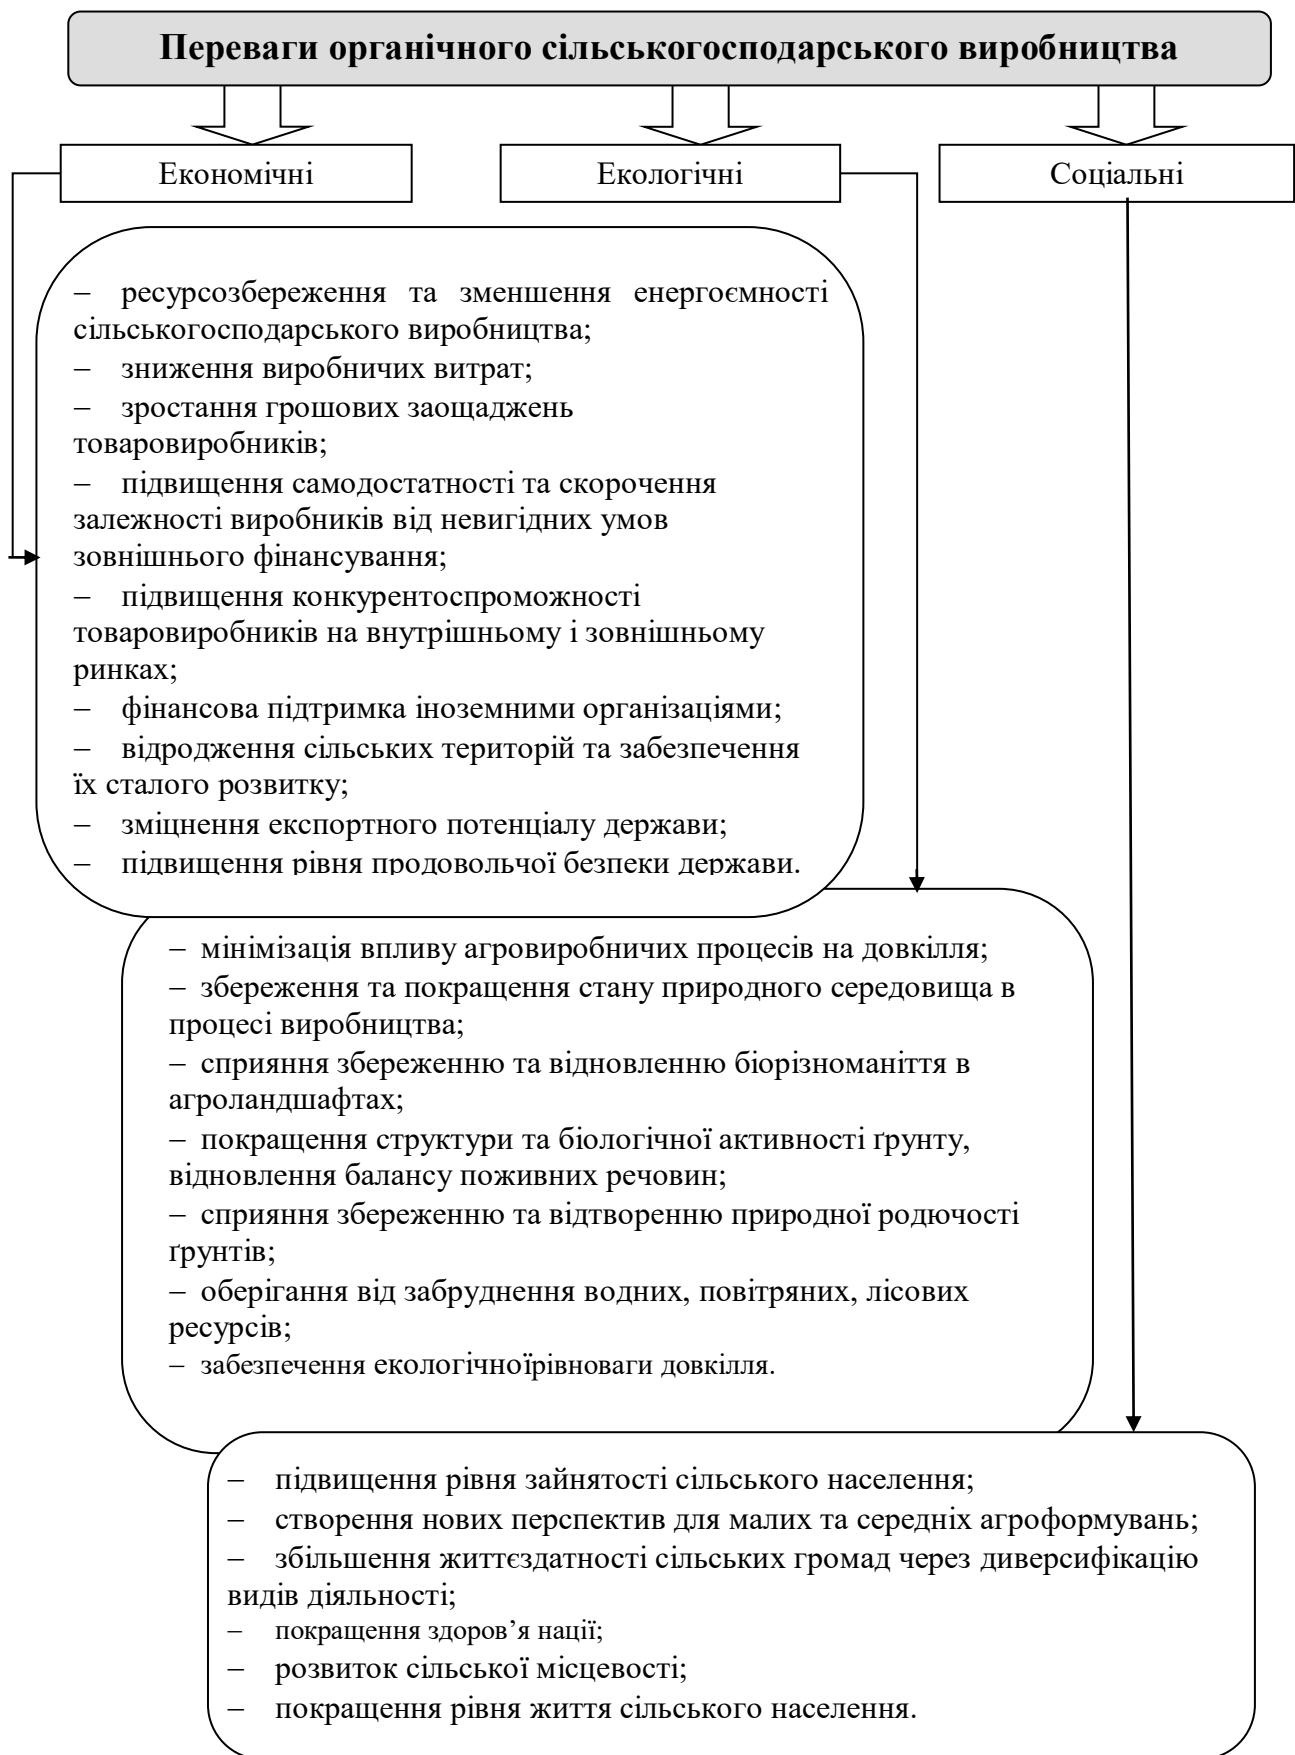 Переваги органічного сільськогосподарського виробництва
Економічні
Екологічні
Соціальні
– ресурсозбереження та зменшення енергоємності
сільськогосподарського виробництва;
– зниження виробничих витрат;
– зростання грошових заощаджень
товаровиробників;
– підвищення самодостатності та скорочення
залежності виробників від невигідних умов
зовнішнього фінансування;
– підвищення конкурентоспроможності
товаровиробників на внутрішньому і зовнішньому
ринках;
– фінансова підтримка іноземними організаціями;
– відродження сільських територій та забезпечення
їх сталого розвитку;
– зміцнення експортного потенціалу держави;
– підвищення рівня продовольчої безпеки держави.
– мінімізація впливу агровиробничих процесів на довкілля;
– збереження та покращення стану природного середовища в
процесі виробництва;
– сприяння збереженню та відновленню біорізноманіття в
агроландшафтах;
– покращення структури та біологічної активності ґрунту,
відновлення балансу поживних речовин;
– сприяння збереженню та відтворенню природної родючості
ґрунтів;
– оберігання від забруднення водних, повітряних, лісових
ресурсів;
– забезпечення екологічноїрівноваги довкілля.
– підвищення рівня зайнятості сільського населення;
– створення нових перспектив для малих та середніх агроформувань;
– збільшення життєздатності сільських громад через диверсифікацію
видів діяльності;
– покращення здоров’я нації;
– розвиток сільської місцевості;
– покращення рівня життя сільського населення.